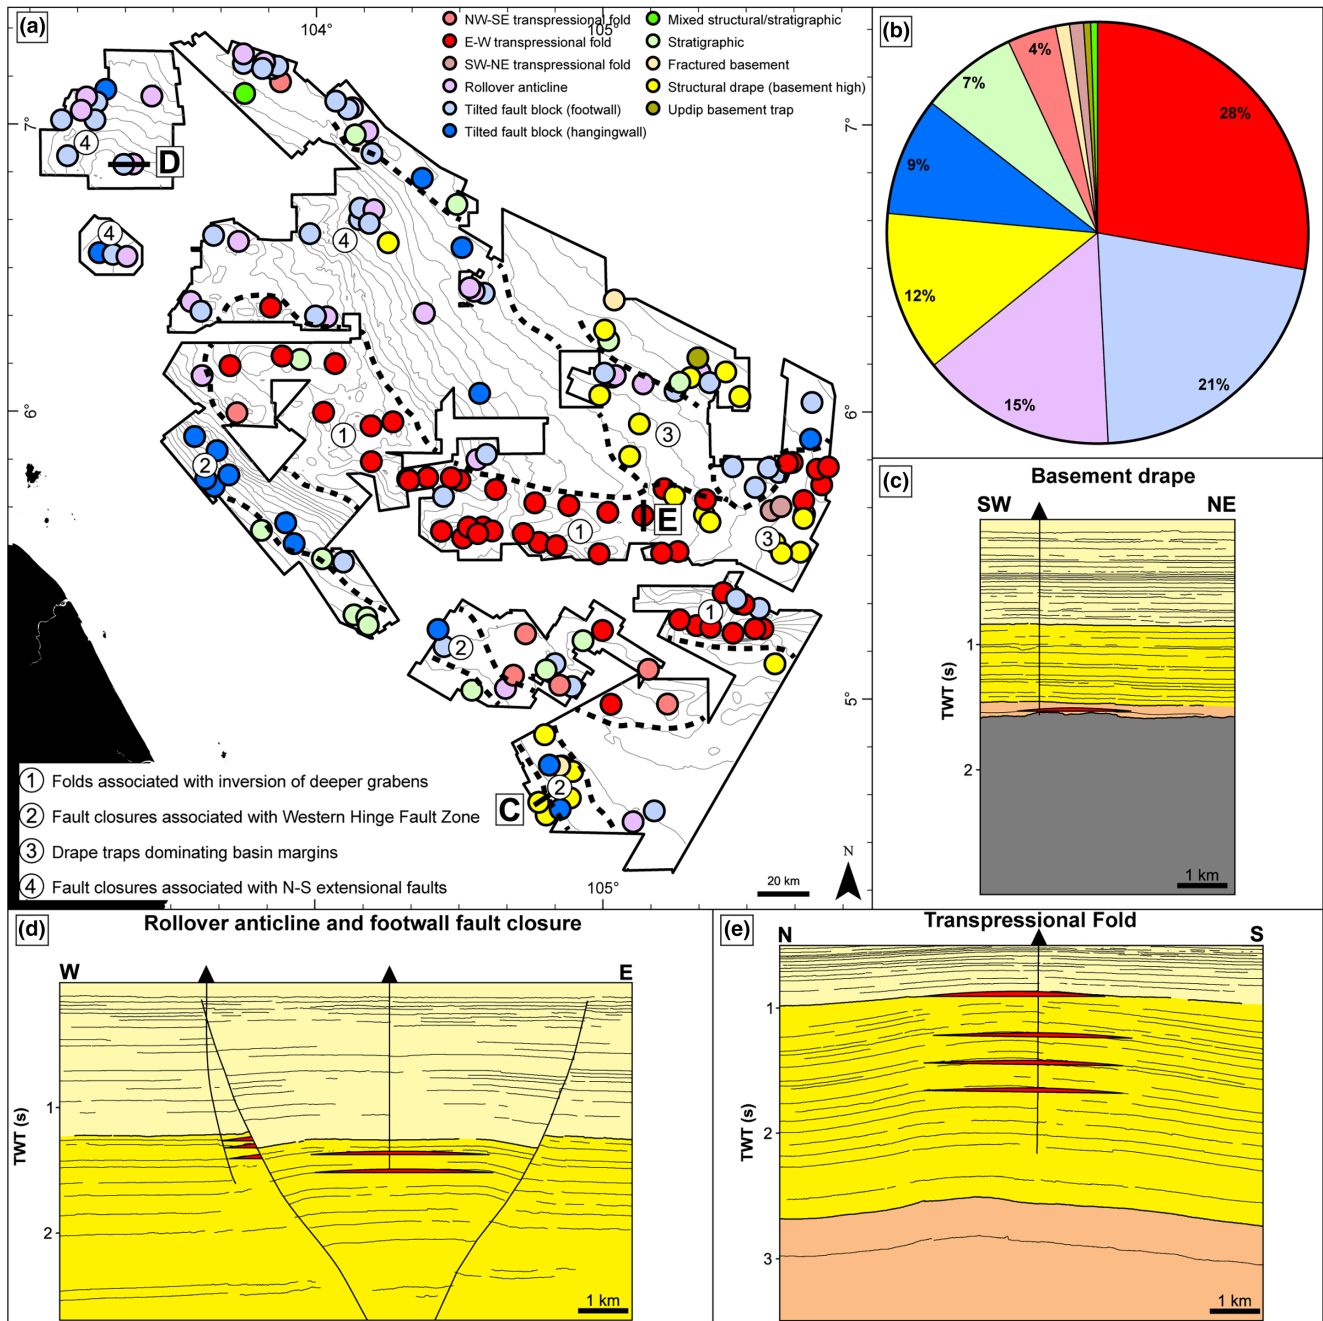 (a)
104°
105°
NW-SE transpressional fold
E-W transpressional fold
SW-NE transpressional fold
Rollover anticline
Tilted fault block (footwall)
Tilted fault block (hangingwall)
Mixed structural/stratigraphic
Stratigraphic
Fractured basement
Structural drape (basement high)
Updip basement trap
7°
7°
4
D
4
4
6°
6°
1
3
2
1
E
3
1
2
5°
5°
2
C
1 Folds associated with inversion of deeper grabens
2 Fault closures associated with Western Hinge Fault Zone
3 Drape traps dominating basin margins
4 Fault closures associated with N-S extensional faults
105°
20 km
N
(b)
4%
7%
28%
9%
12%
21%
15%
(c)
Basement drape
SW
NE
TWT (s)
1
2
1 km
(d)
Rollover anticline and footwall fault closure
W
E
TWT (s)
1
2
1 km
(e)
Transpressional Fold
N
S
TWT (s)
1
2
3
1 km